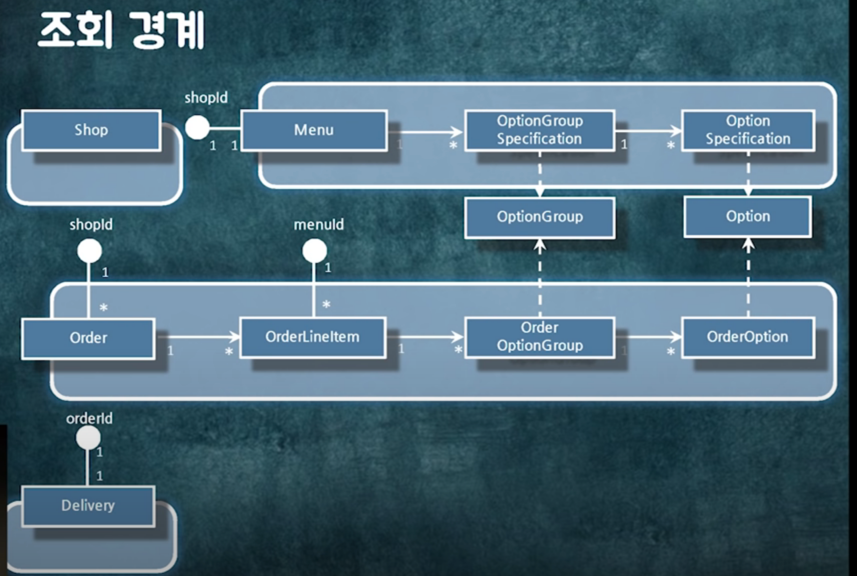 조회 경계
shopId
Shop
1
1
Menu
1
*
OptionGroup
Specification
1
*
Option
Specification
OptionGroup
Option
shopId
1
*
menuId
1
*
Order
1
*
OrderLineItem
1
*
Order
OptionGroup
1
*
OrderOption
orderId
1
1
Delivery